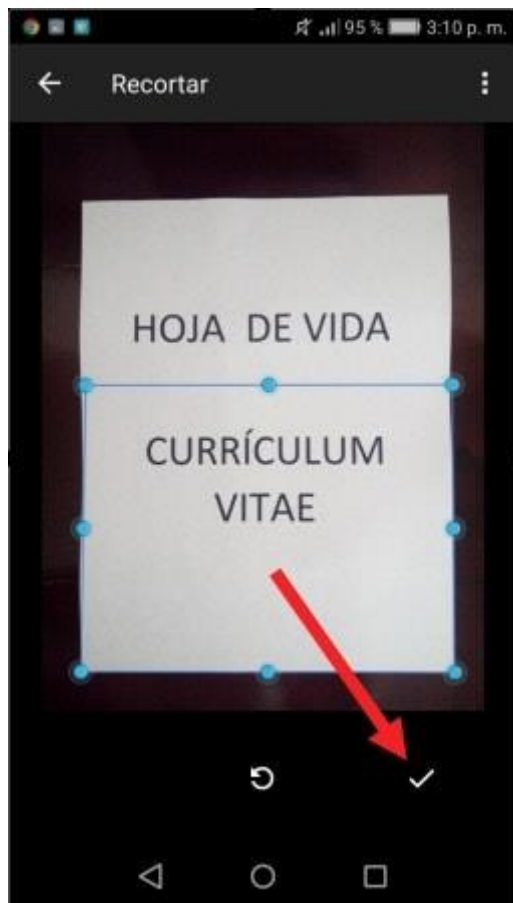 95 % 3:10 p. m.
Recortar
HOJA DE VIDA
CURRÍCULUM
VITAE